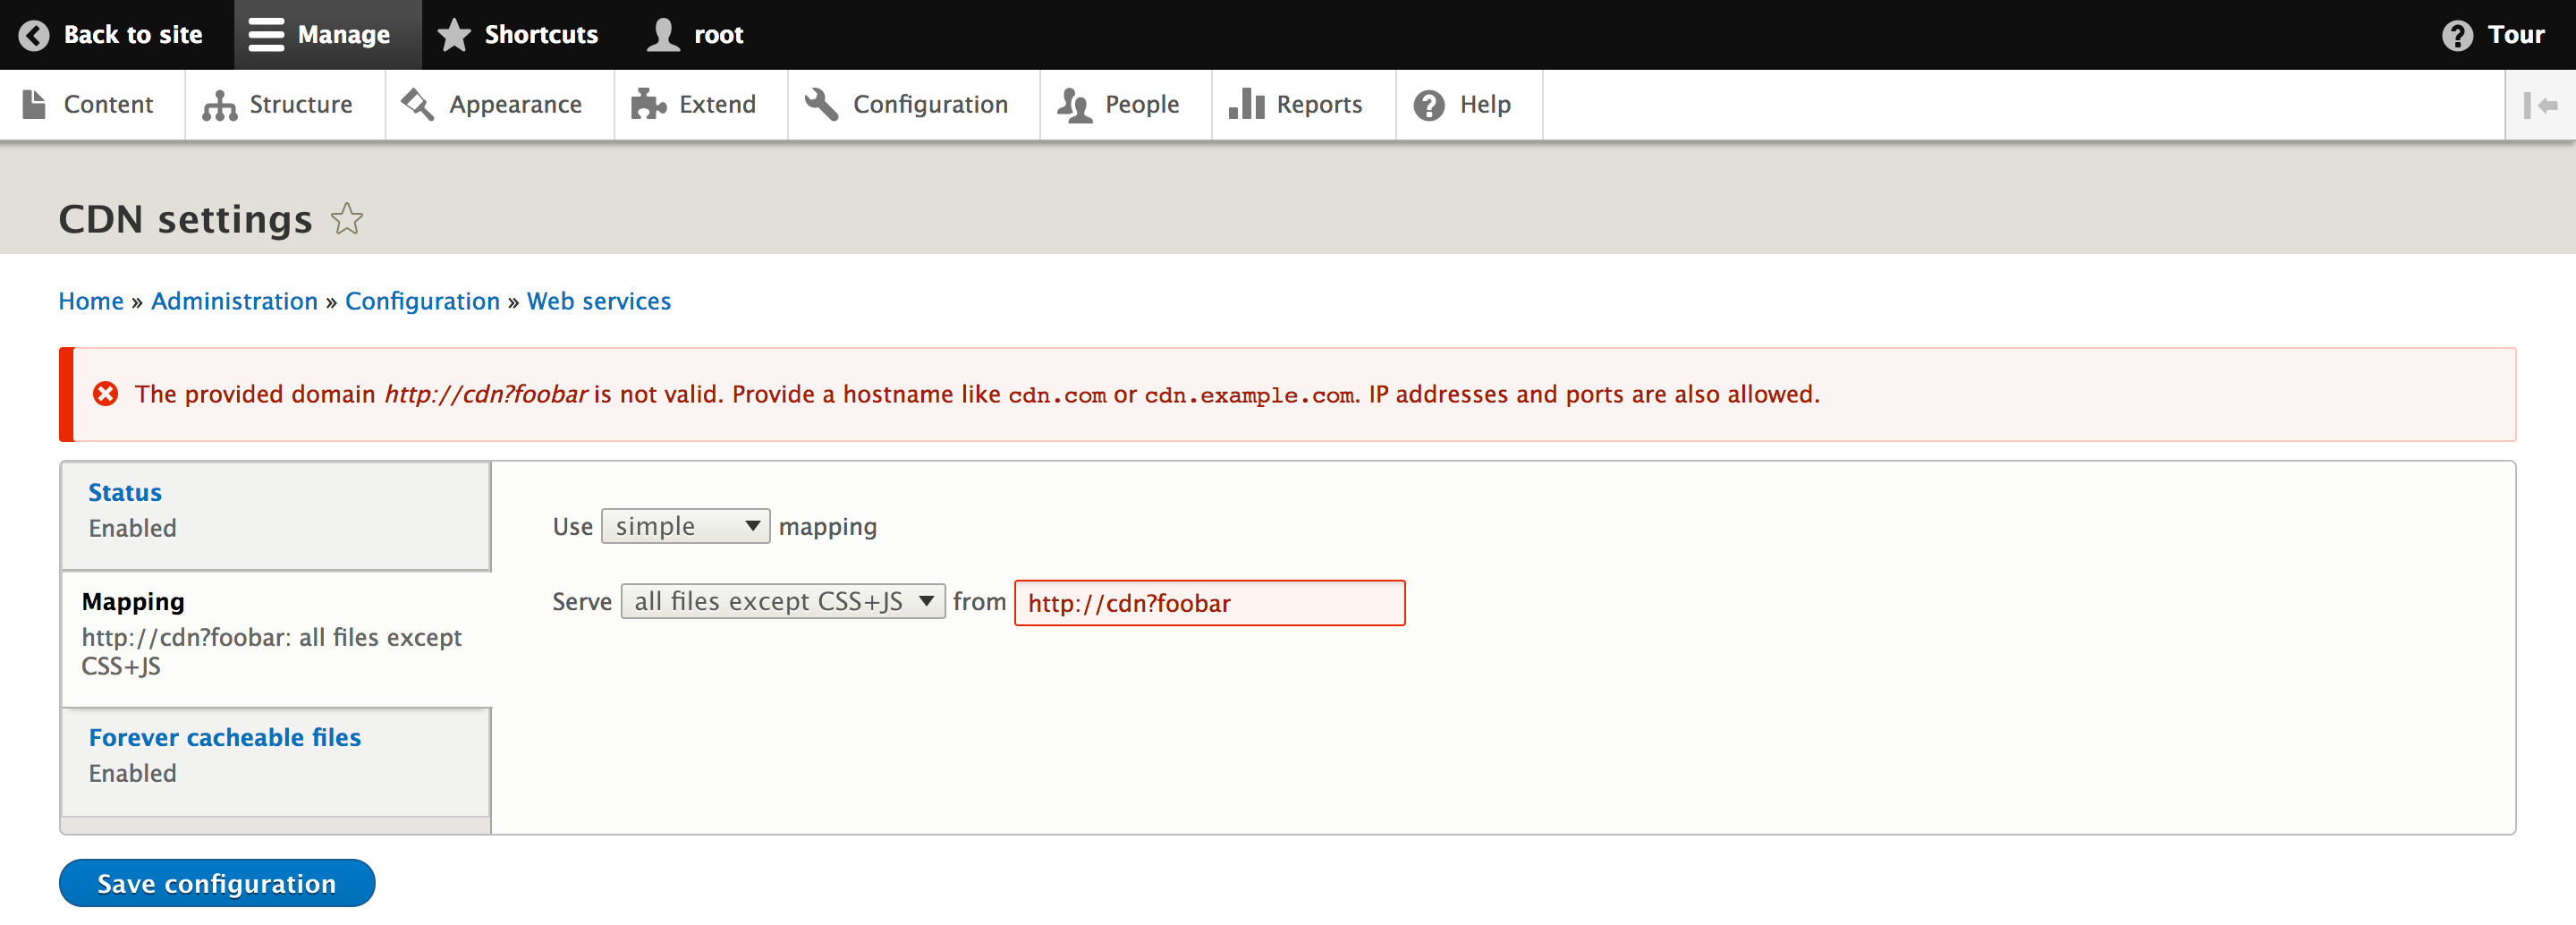 Back to site Manage Shortcuts root Tour
Content Structure Appearance Extend Configuration People Reports Help
CDN settings
Home » Administration » Configuration » Web services
The provided domain http://cdn?foobar is not valid. Provide a hostname like cdn.com or cdn.example.com. IP addresses and ports are also allowed.
Status
Enabled
Mapping
http://cdn?foobar: all files except
CSS+JS
Forever cacheable files
Enabled
Use simple mapping
Serve all files except CSS+JS from http://cdn?foobar
Save configuration